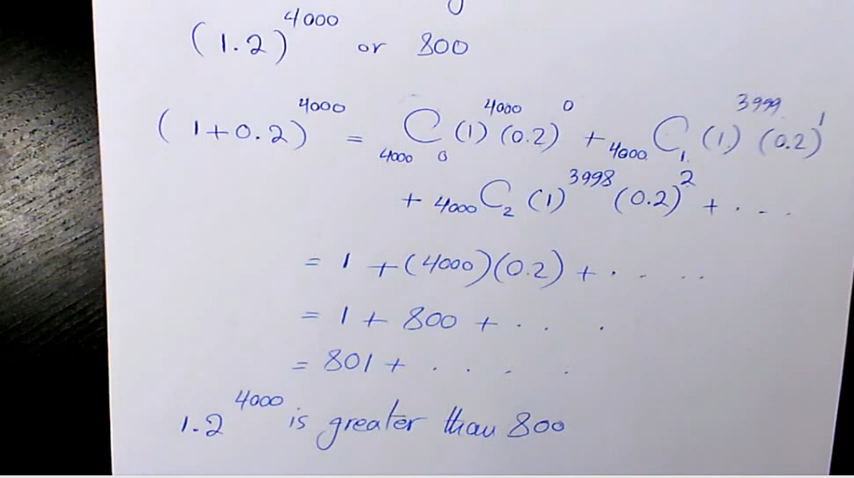 (1.2)^4000 or 800
(1+0.2)^4000 = 4000C0 (1)^4000 (0.2)^0 + 4000C1 (1)^3999 (0.2)^1
+ 4000C2 (1)^3998 (0.2)^2 + . . . .
= 1 + (4000)(0.2) + . . . .
= 1 + 800 + . . .
= 801 + . . . . .
1.2^4000 is greater than 800